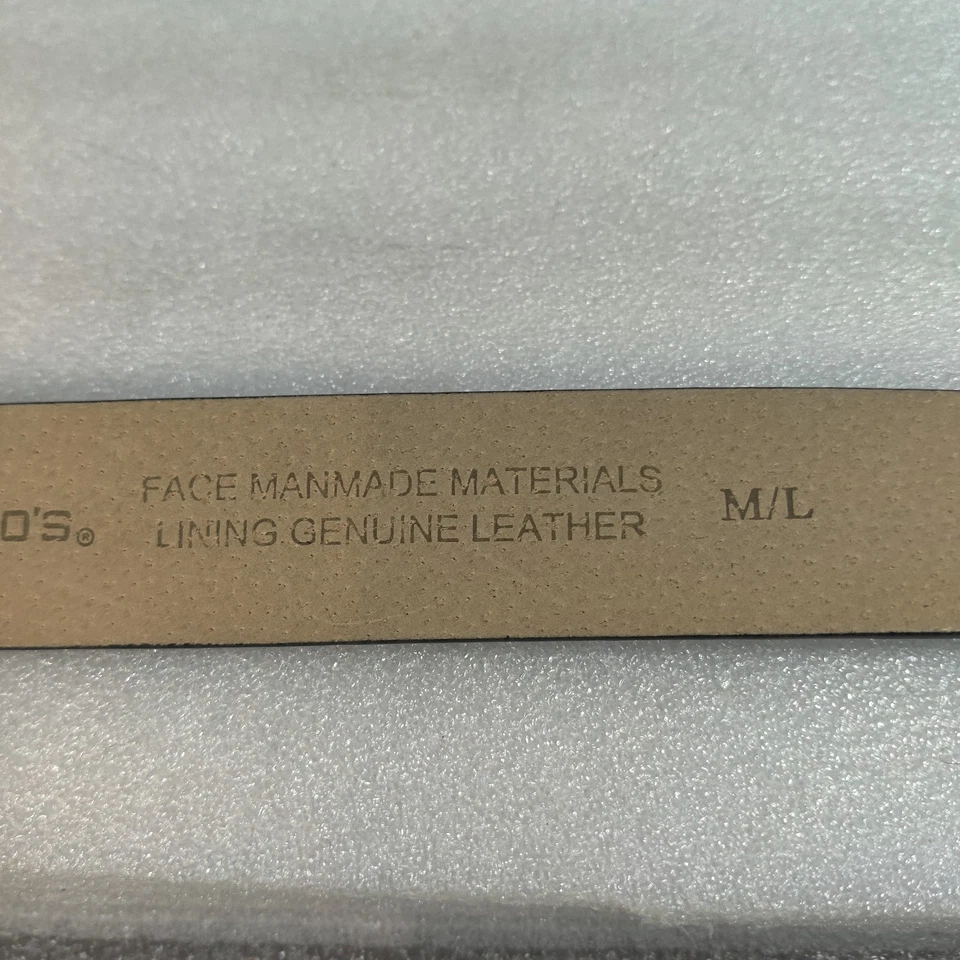 O'S®
FACE MANMADE MATERIALS
LINING GENUINE LEATHER
M/L